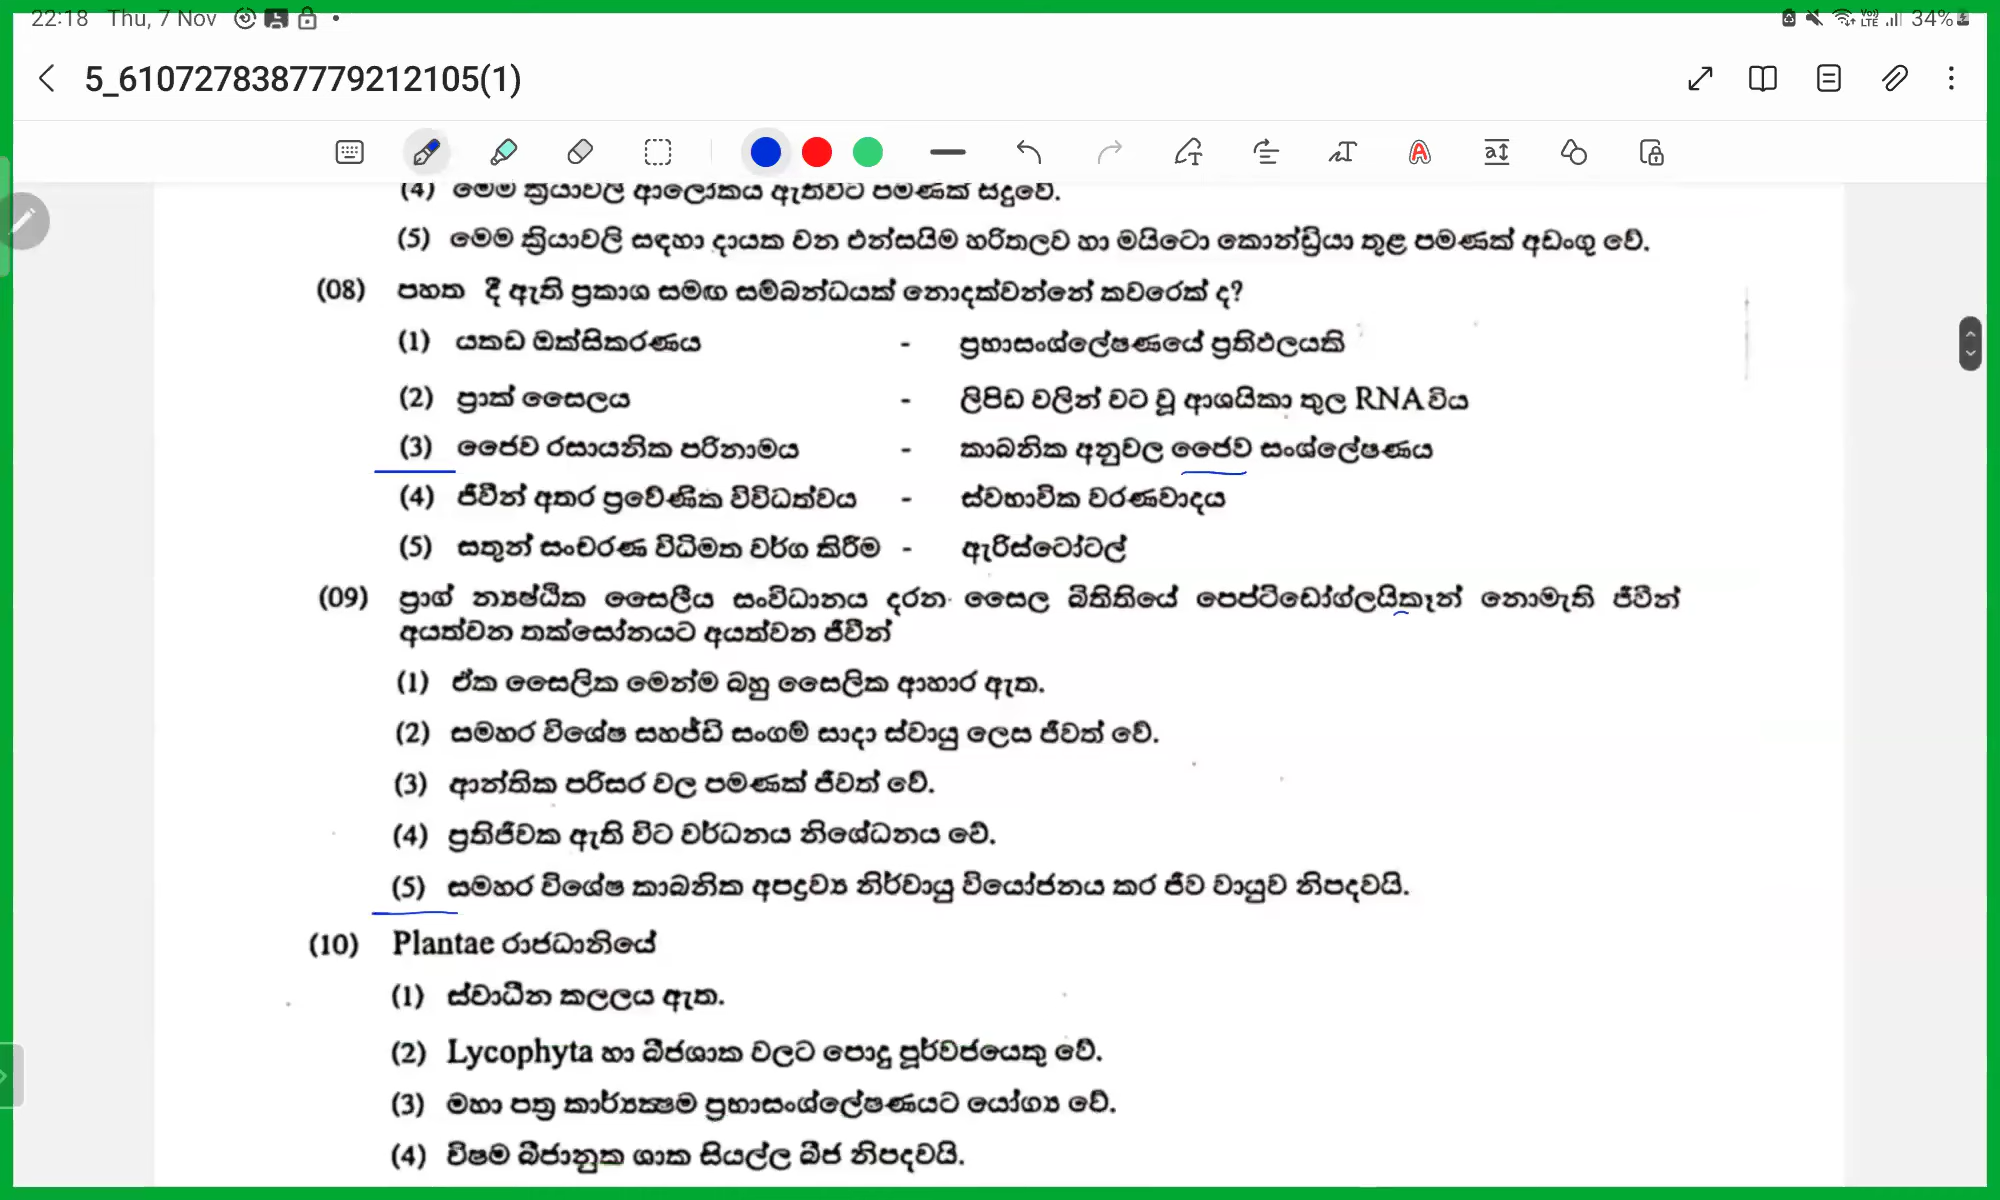 22:18 Thu, 7 Nov
34%
5_6107278387779212105(1)
(4) මෙම ක්‍රියාවලි ආලෝකය ඇතිවිට පමණක් සිදුවේ.
(5) මෙම ක්‍රියාවලි සඳහා දායක වන එන්සයිම හරිතලව හා මයිටො කොන්ඩ්‍රියා තුළ පමණක් අඩංගු වේ.
(08) පහත දී ඇති ප්‍රකාශ සමඟ සම්බන්ධයක් නොදක්වන්නේ කවරෙක් ද?
(1) යකඩ ඔක්සිකරණය - ප්‍රභාසංශ්ලේෂණයේ ප්‍රතිඵලයකි
(2) ප්‍රාක් සෛලය - ලිපිඩ වලින් වට වූ ආශයිකා තුල RNA විය
(3) ජෛව රසායනික පරිනාමය - කාබනික අනුවල ජෛව සංශ්ලේෂණය
(4) ජීවීන් අතර ප්‍රවේණික විවිධත්වය - ස්වභාවික වරණවාදය
(5) සතුන් සංචරණ විධිමත වර්ග කිරීම - ඇරිස්ටෝටල්
(09) ප්‍රාග් න්‍යෂ්ඨික සෛලීය සංවිධානය දරන සෛල බිත්තියේ පෙප්ටිඩෝග්ලයිකෑන් නොමැති ජීවීන්
අයත්වන තක්සෝනයට අයත්වන ජීවීන්
(1) ඒක සෛලික මෙන්ම බහු සෛලික ආහාර ඇත.
(2) සමහර විශේෂ සහජීවි සංගම් සාදා ස්වායු ලෙස ජීවත් වේ.
(3) ආන්තික පරිසර වල පමණක් ජීවත් වේ.
(4) ප්‍රතිජීවක ඇති විට වර්ධනය නිශේධනය වේ.
(5) සමහර විශේෂ කාබනික අපද්‍රව්‍ය නිර්වායු වියෝජනය කර ජීව වායුව නිපදවයි.
(10) Plantae රාජධානියේ
(1) ස්වාධීන කලලය ඇත.
(2) Lycophyta හා බීජශාක වලට පොදු පූර්වජයෙකු වේ.
(3) මහා පත්‍ර කාර්යක්‍ෂම ප්‍රභාසංශ්ලේෂණයට යෝග්‍ය වේ.
(4) විෂම බීජානුක ශාක සියල්ල බීජ නිපදවයි.